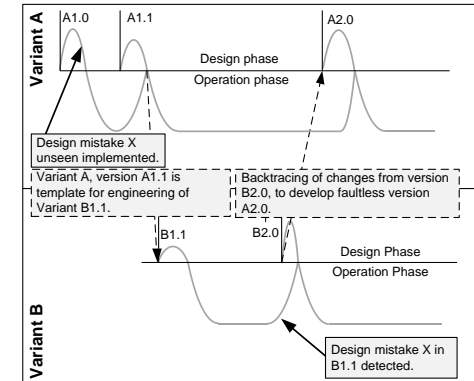 Variant A
A1.0
A1.1
A2.0
Design phase
Operation phase
Design mistake X
unseen implemented.
Variant A, version A1.1 is
template for engineering of
Variant B1.1.
Backtracing of changes from version
B2.0, to develop faultless version
A2.0.
Variant B
B1.1
B2.0
Design Phase
Operation Phase
Design mistake X in
B1.1 detected.